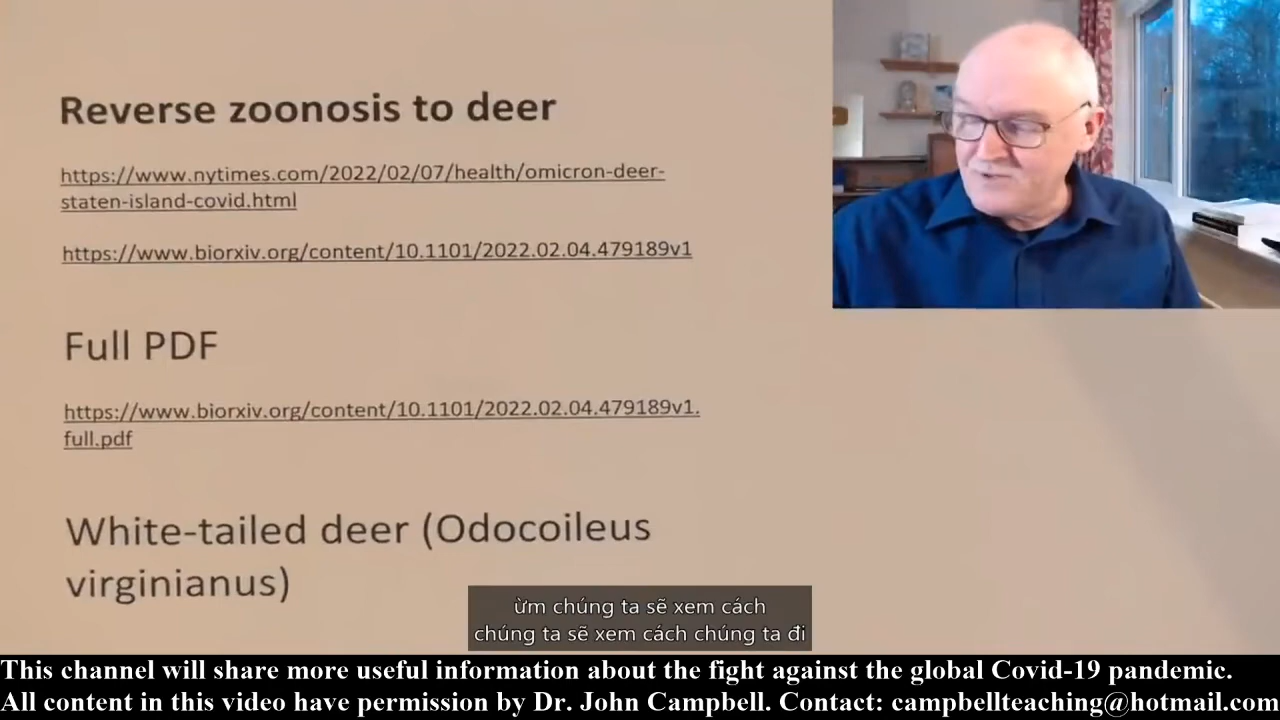 Reverse zoonosis to deer
https://www.nytimes.com/2022/02/07/health/omicron-deer-
staten-island-covid.html
https://www.biorxiv.org/content/10.1101/2022.02.04.479189v1
Full PDF
https://www.biorxiv.org/content/10.1101/2022.02.04.479189v1.
full.pdf
White-tailed deer (Odocoileus
virginianus)
ừm chúng ta sẽ xem cách
chúng ta sẽ xem cách chúng ta đi
This channel will share more useful information about the fight against the global Covid-19 pandemic.
All content in this video have permission by Dr. John Campbell. Contact: campbellteaching@hotmail.com